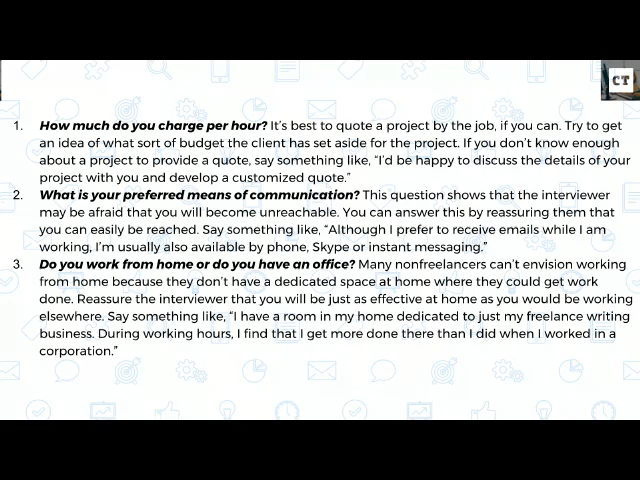 CT
1. How much do you charge per hour? It's best to quote a project by the job, if you can. Try to get
an idea of what sort of budget the client has set aside for the project. If you don't know enough
about a project to provide a quote, say something like, "I'd be happy to discuss the details of your
project with you and develop a customized quote."
2. What is your preferred means of communication? This question shows that the interviewer
may be afraid that you will become unreachable. You can answer this by reassuring them that
you can easily be reached. Say something like, "Although I prefer to receive emails while I am
working, I'm usually also available by phone, Skype or instant messaging."
3. Do you work from home or do you have an office? Many nonfreelancers can't envision working
from home because they don't have a dedicated space at home where they could get work
done. Reassure the interviewer that you will be just as effective at home as you would be working
elsewhere. Say something like, "I have a room in my home dedicated to just my freelance writing
business. During working hours, I find that I get more done there than I did when I worked in a
corporation."